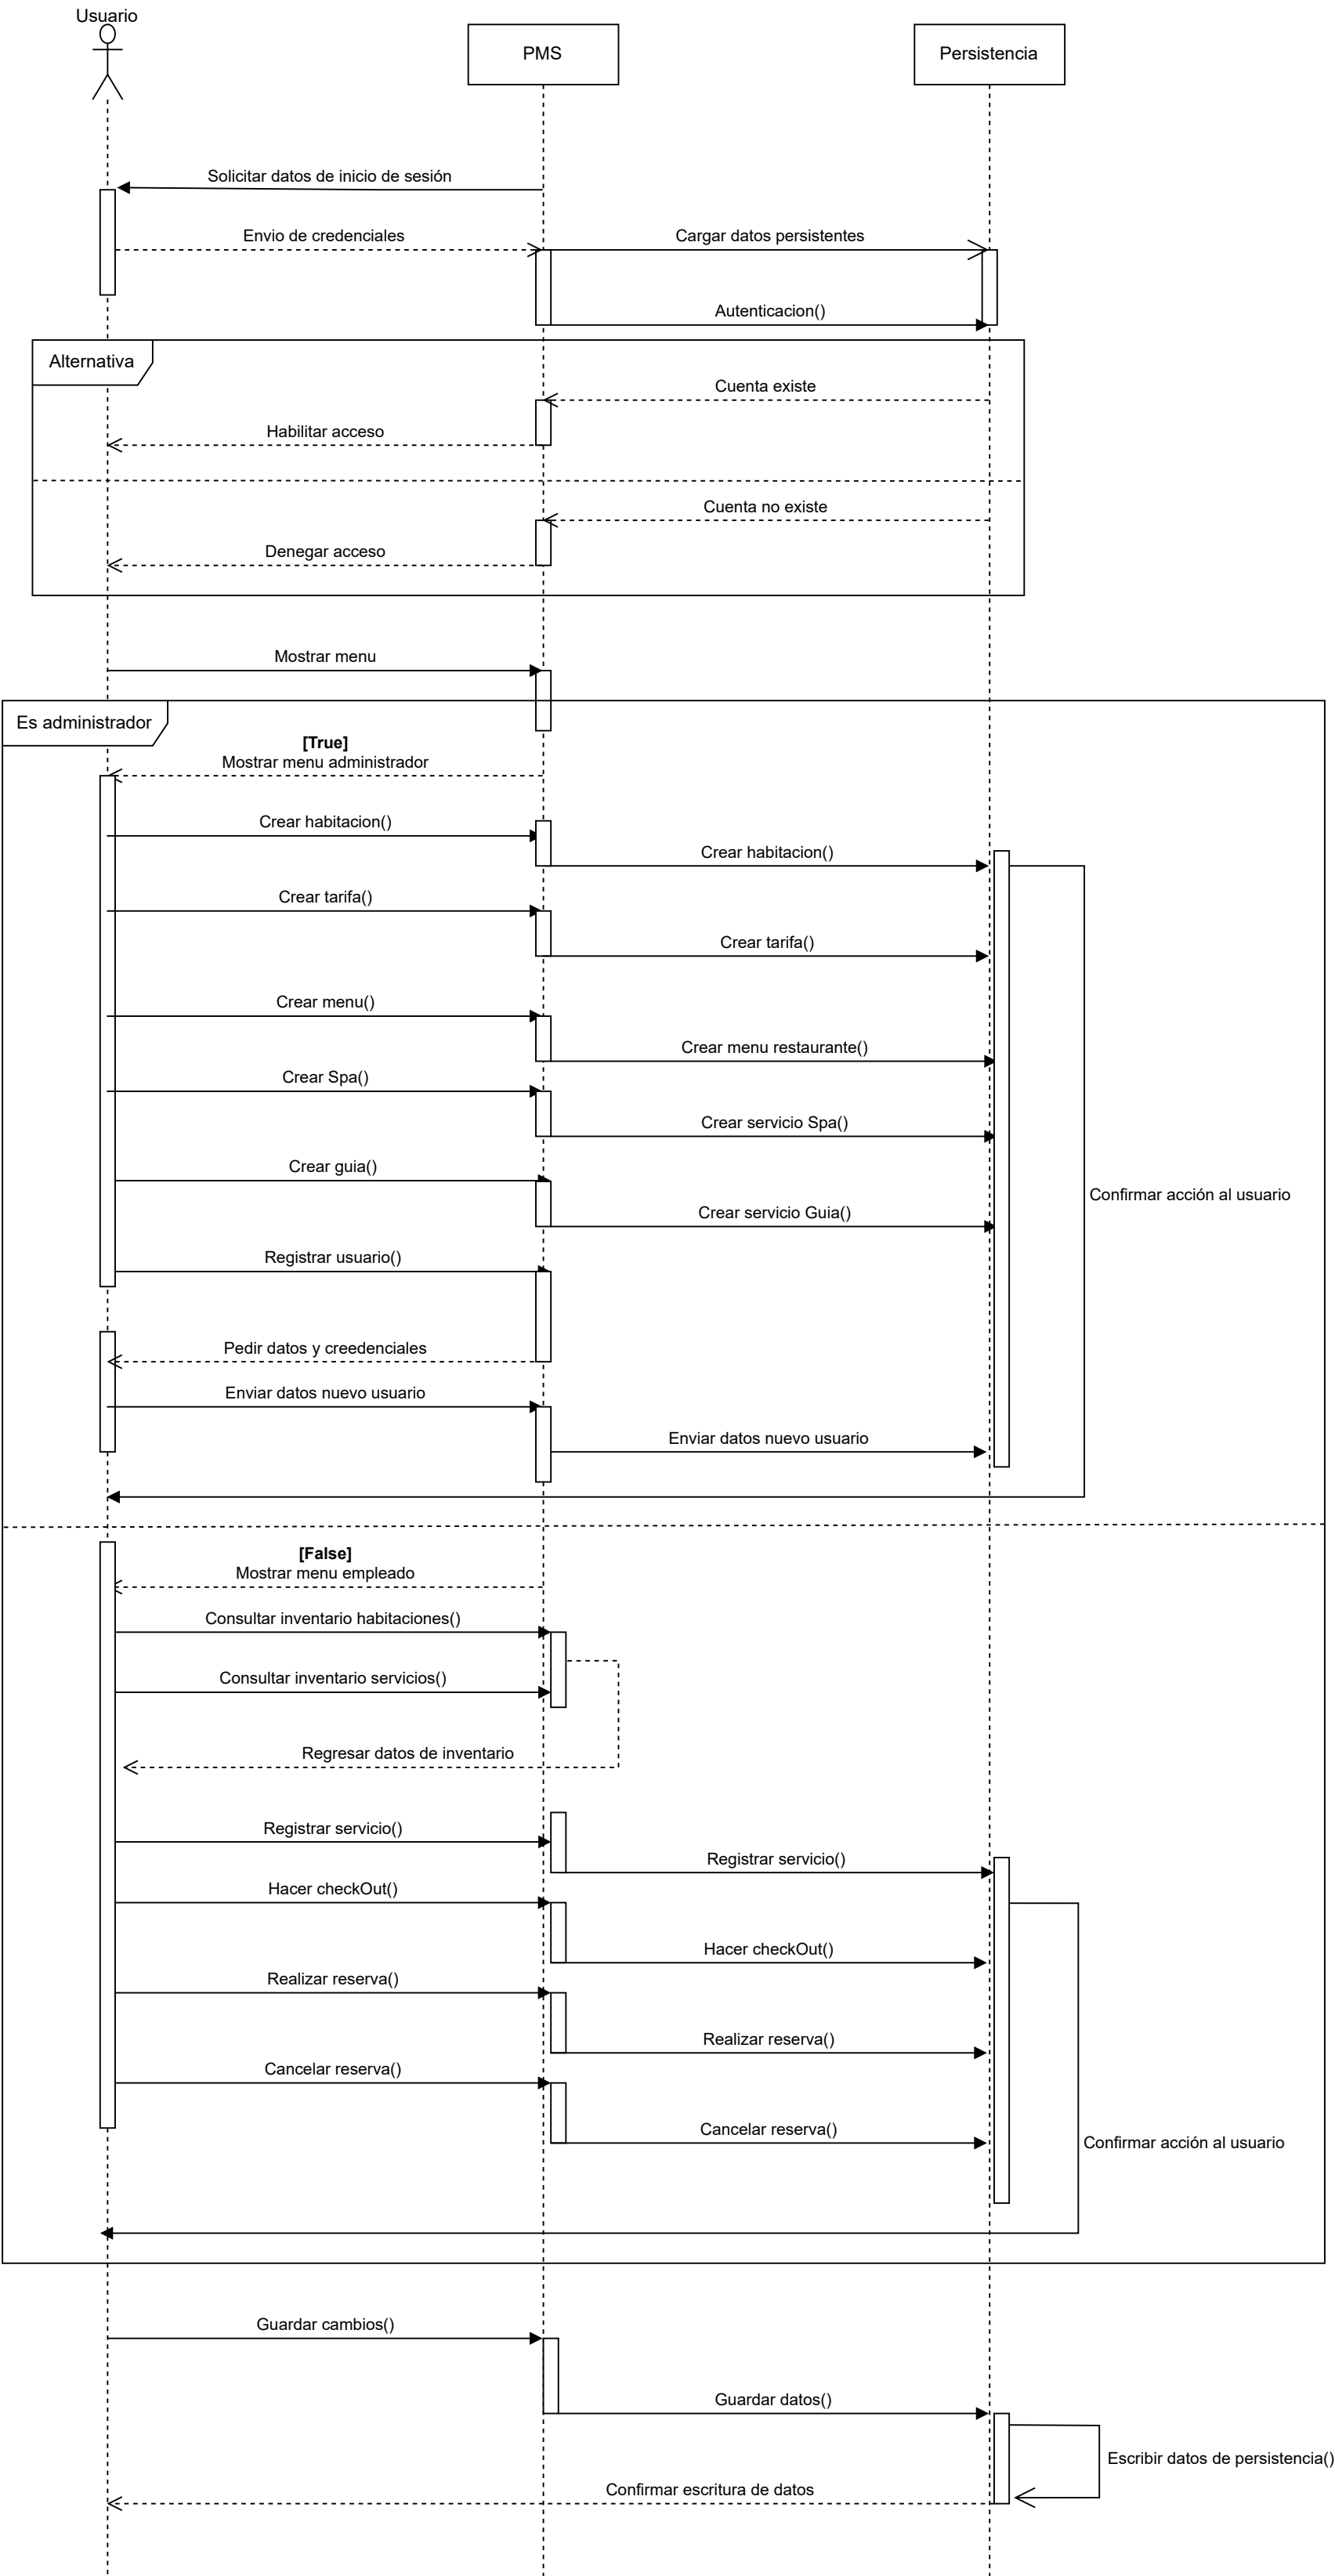 Usuario
PMS
Persistencia
Solicitar datos de inicio de sesión
Envio de credenciales
Cargar datos persistentes
Autenticacion()
Alternativa
Cuenta existe
Habilitar acceso
Cuenta no existe
Denegar acceso
Mostrar menu
Es administrador
[True]
Mostrar menu administrador
Crear habitacion()
Crear habitacion()
Crear tarifa()
Crear tarifa()
Crear menu()
Crear menu restaurante()
Crear Spa()
Crear servicio Spa()
Crear guia()
Confirmar acción al usuario
Crear servicio Guia()
Registrar usuario()
Pedir datos y creedenciales
Enviar datos nuevo usuario
Enviar datos nuevo usuario
[False]
Mostrar menu empleado
Consultar inventario habitaciones()
Consultar inventario servicios()
Regresar datos de inventario
Registrar servicio()
Registrar servicio()
Hacer checkOut()
Hacer checkOut()
Realizar reserva()
Realizar reserva()
Cancelar reserva()
Cancelar reserva()
Confirmar acción al usuario
Guardar cambios()
Guardar datos()
Escribir datos de persistencia()
Confirmar escritura de datos